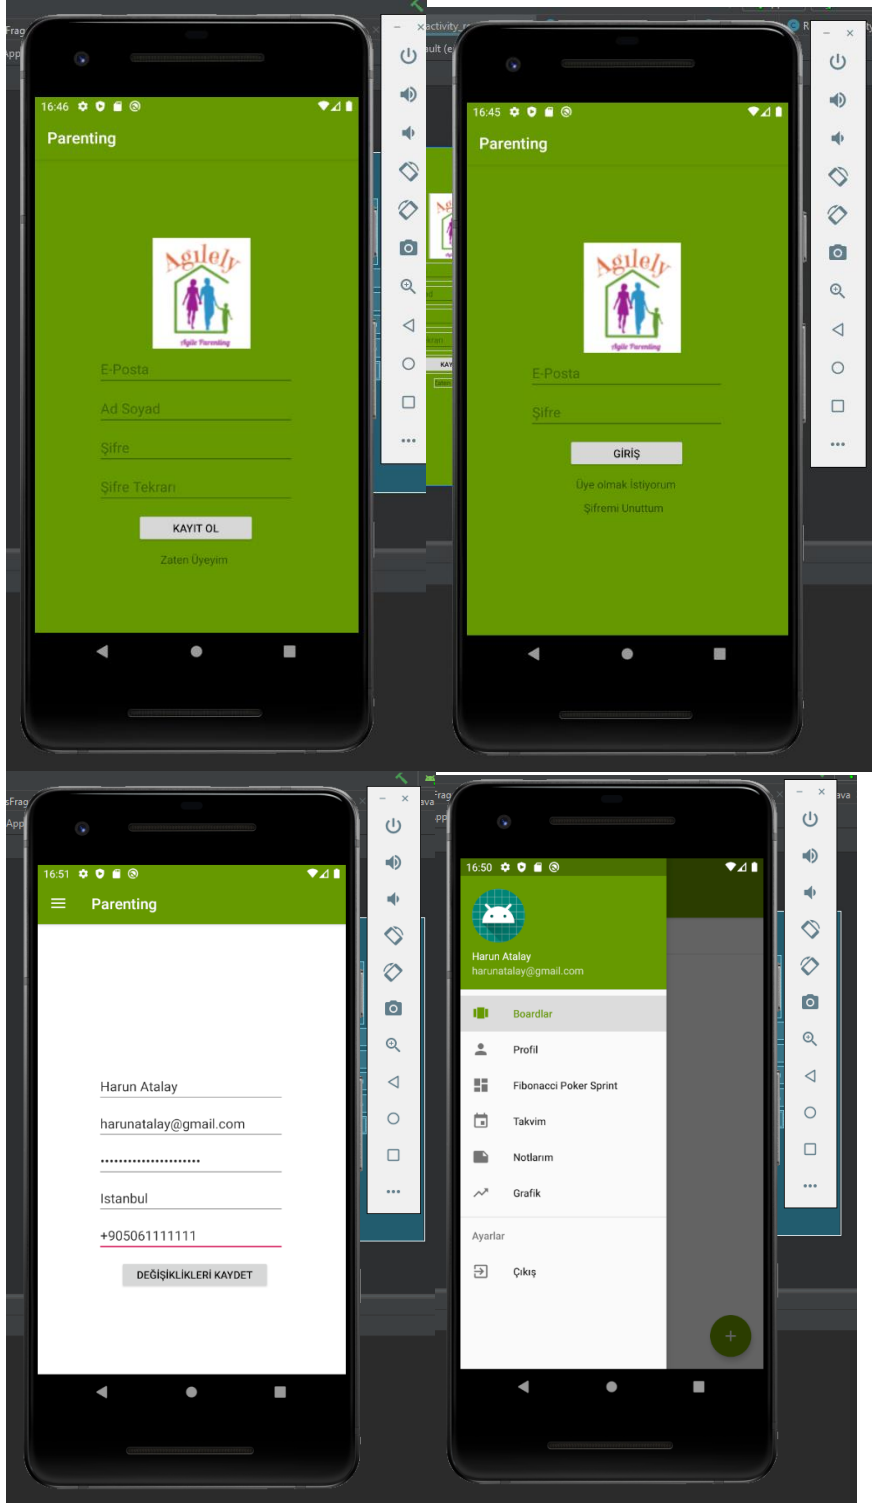 16:46
Parenting
Agilely
Agile Parenting
E-Posta
Ad Soyad
Şifre
Şifre Tekrarı
KAYIT OL
Zaten Üyeyim
16:45
Parenting
Agilely
Agile Parenting
E-Posta
Şifre
GİRİŞ
Üye olmak İstiyorum
Şifremi Unuttum
16:51
Parenting
Harun Atalay
harunatalay@gmail.com
Istanbul
+905061111111
DEĞİŞİKLİKLERİ KAYDET
16:50
Harun Atalay
harunatalay@gmail.com
Boardlar
Profil
Fibonacci Poker Sprint
Takvim
Notlarım
Grafik
Ayarlar
Çıkış